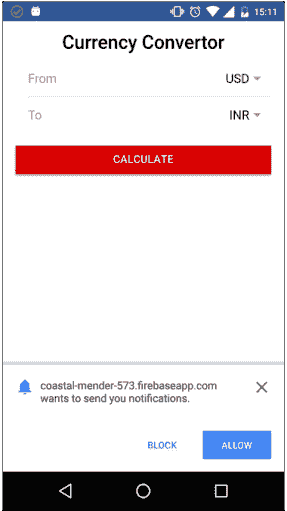 15:11
Currency Convertor
From USD
To INR
CALCULATE
coastal-mender-573.firebaseapp.com
wants to send you notifications.
BLOCK ALLOW